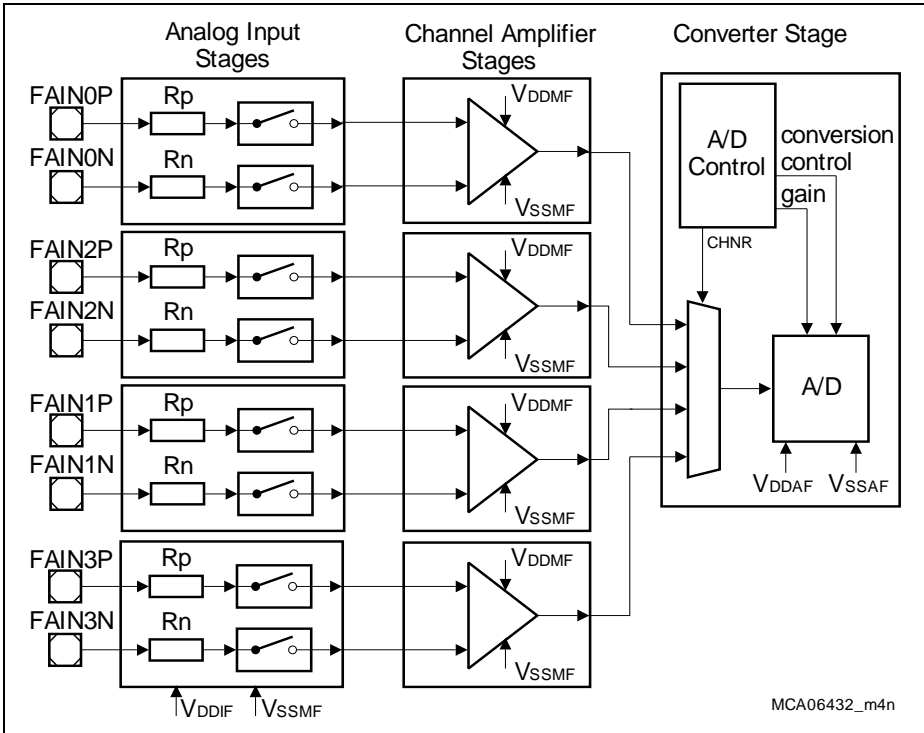 Analog Input
Stages
Channel Amplifier
Stages
Converter Stage
FAIN0P
Rp
FAIN0N
Rn
VDDMF
VSSMF
A/D
Control
conversion
control
gain
CHNR
FAIN2P
Rp
FAIN2N
Rn
VDDMF
VSSMF
A/D
VDDAF
VSSAF
FAIN1P
Rp
FAIN1N
Rn
VDDMF
VSSMF
FAIN3P
Rp
FAIN3N
Rn
VDDMF
VSSMF
VDDIF
VSSMF
MCA06432_m4n